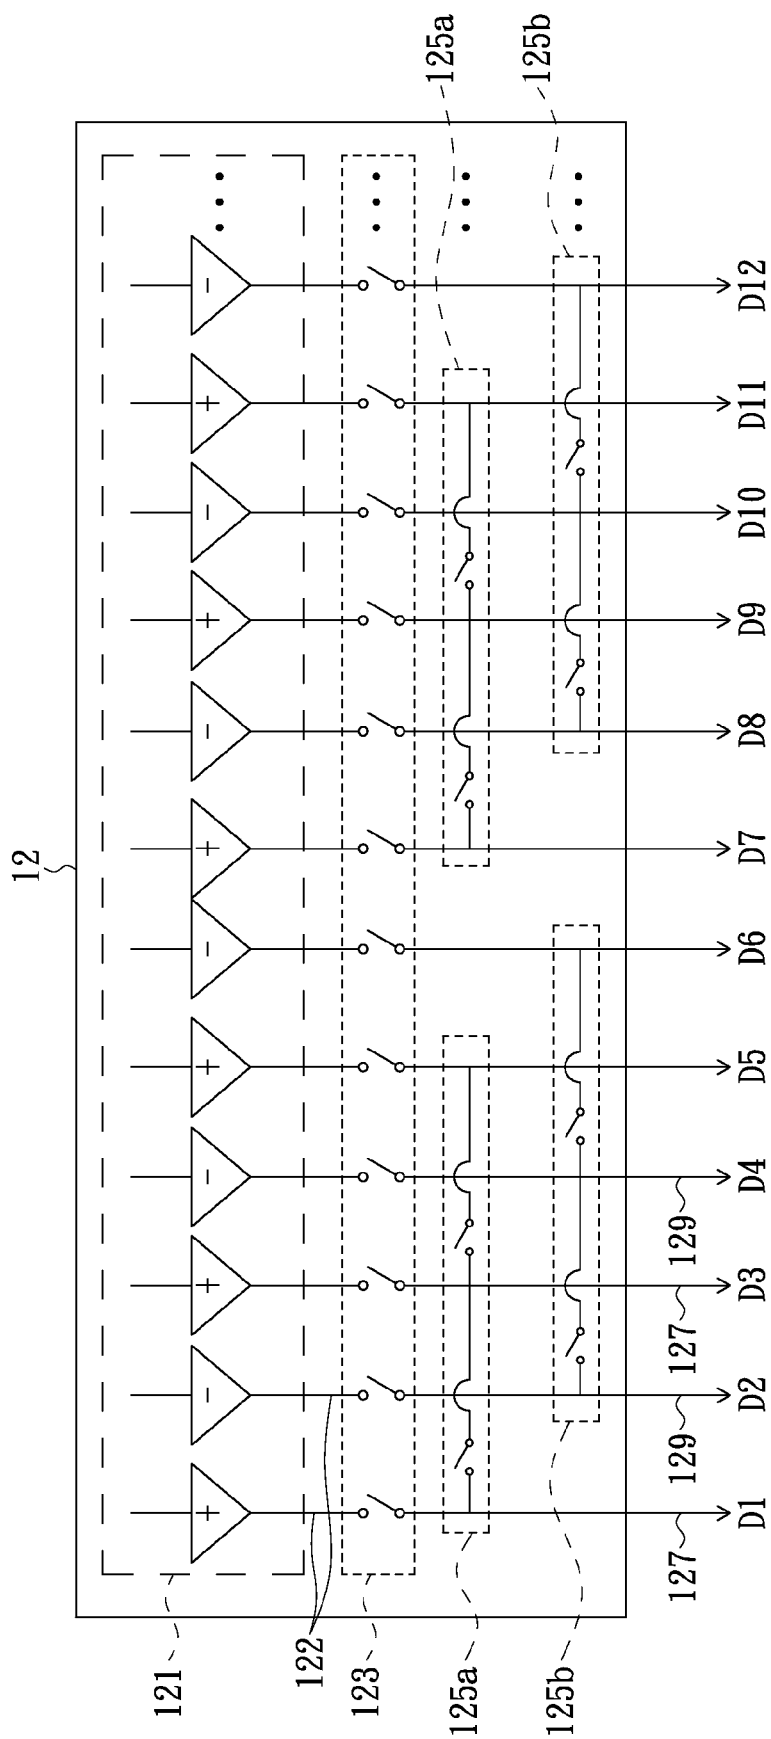 12
121
122
123
125a
125b
125a
125b
+ - + - + - + - + - + -
127
129
127
129
D1 D2 D3 D4 D5 D6 D7 D8 D9 D10 D11 D12